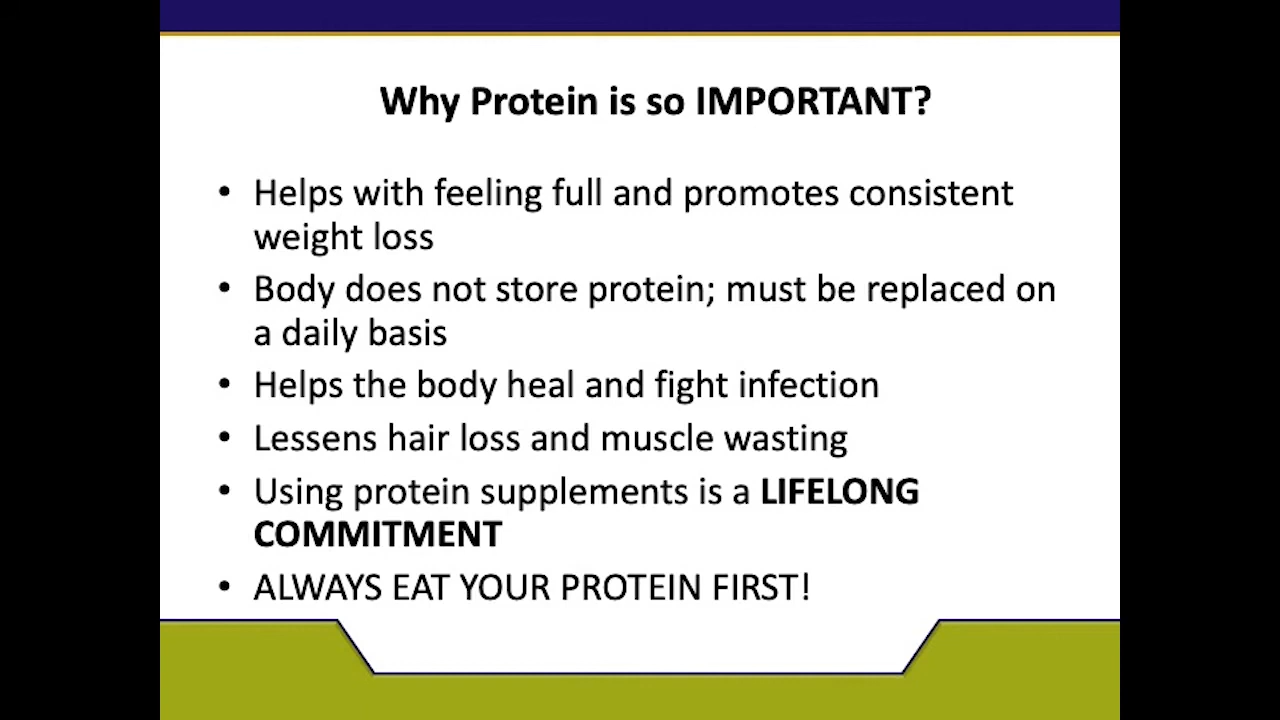 Why Protein is so IMPORTANT?
• Helps with feeling full and promotes consistent
weight loss
• Body does not store protein; must be replaced on
a daily basis
• Helps the body heal and fight infection
• Lessens hair loss and muscle wasting
• Using protein supplements is a LIFELONG
COMMITMENT
• ALWAYS EAT YOUR PROTEIN FIRST!